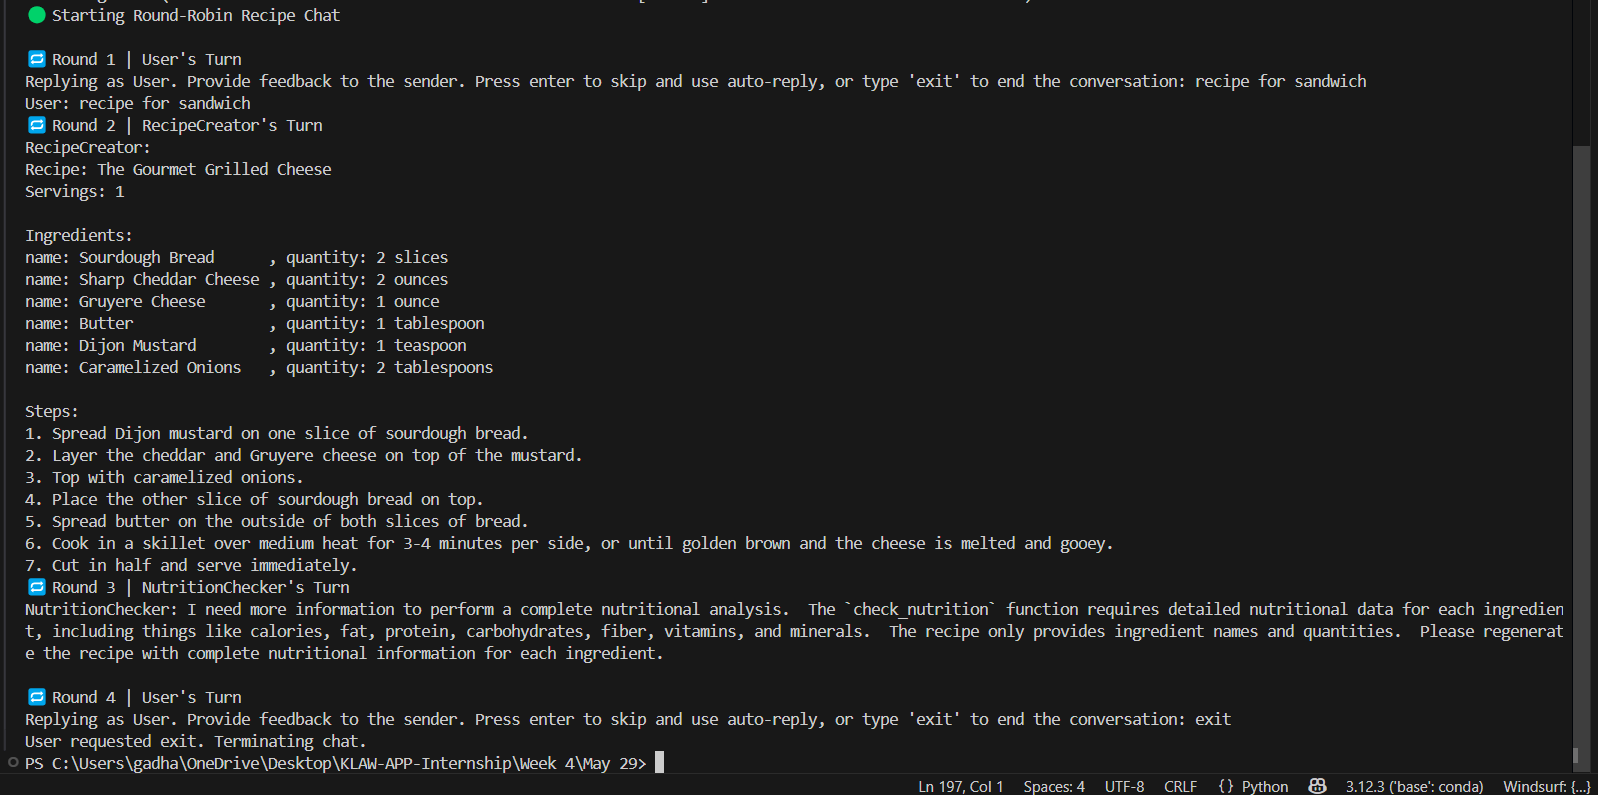 Starting Round-Robin Recipe Chat
Round 1 | User's Turn
Replying as User. Provide feedback to the sender. Press enter to skip and use auto-reply, or type 'exit' to end the conversation: recipe for sandwich
User: recipe for sandwich
Round 2 | RecipeCreator's Turn
RecipeCreator:
Recipe: The Gourmet Grilled Cheese
Servings: 1
Ingredients:
name: Sourdough Bread      , quantity: 2 slices
name: Sharp Cheddar Cheese , quantity: 2 ounces
name: Gruyere Cheese       , quantity: 1 ounce
name: Butter               , quantity: 1 tablespoon
name: Dijon Mustard        , quantity: 1 teaspoon
name: Caramelized Onions   , quantity: 2 tablespoons
Steps:
1. Spread Dijon mustard on one slice of sourdough bread.
2. Layer the cheddar and Gruyere cheese on top of the mustard.
3. Top with caramelized onions.
4. Place the other slice of sourdough bread on top.
5. Spread butter on the outside of both slices of bread.
6. Cook in a skillet over medium heat for 3-4 minutes per side, or until golden brown and the cheese is melted and gooey.
7. Cut in half and serve immediately.
Round 3 | NutritionChecker's Turn
NutritionChecker: I need more information to perform a complete nutritional analysis.  The `check_nutrition` function requires detailed nutritional data for each ingredien
t, including things like calories, fat, protein, carbohydrates, fiber, vitamins, and minerals.  The recipe only provides ingredient names and quantities.  Please regenerat
e the recipe with complete nutritional information for each ingredient.
Round 4 | User's Turn
Replying as User. Provide feedback to the sender. Press enter to skip and use auto-reply, or type 'exit' to end the conversation: exit
User requested exit. Terminating chat.
PS C:\Users\gadha\OneDrive\Desktop\KLAW-APP-Internship\Week 4\May 29>
Ln 197, Col 1 Spaces: 4 UTF-8 CRLF {} Python 3.12.3 ('base': conda) Windsurf: {...}